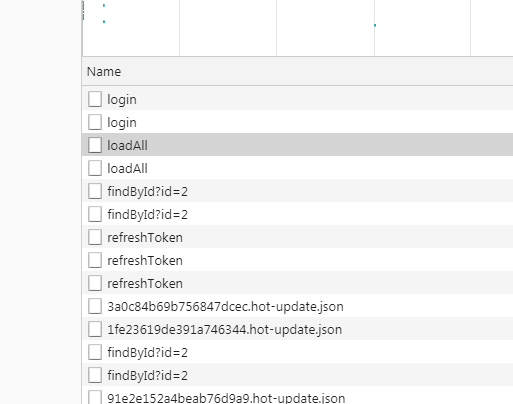 Name
login
login
loadAll
loadAll
findById?id=2
findById?id=2
refreshToken
refreshToken
refreshToken
3a0c84b69b756847dcec.hot-update.json
1fe23619de391a746344.hot-update.json
findById?id=2
findById?id=2
91e2e152a4beab76d9a9.hot-update.json